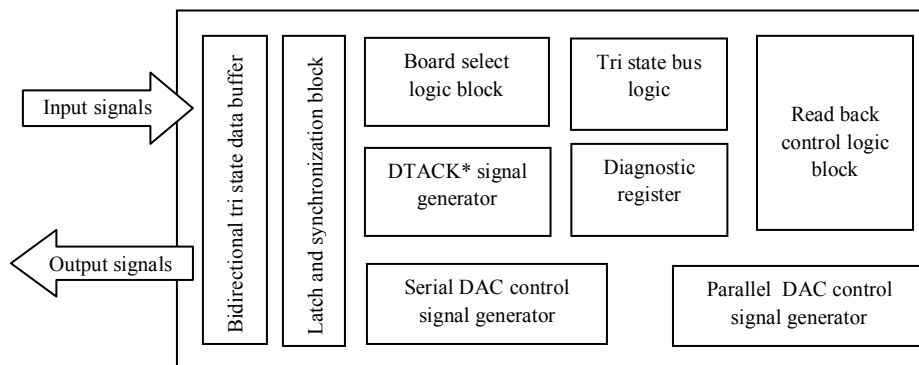 Input signals
Output signals
Bidirectional tri state data buffer
Latch and synchronization block
Board select
logic block
Tri state bus
logic
Read back
control logic
block
DTACK* signal
generator
Diagnostic
register
Serial DAC control
signal generator
Parallel DAC control
signal generator